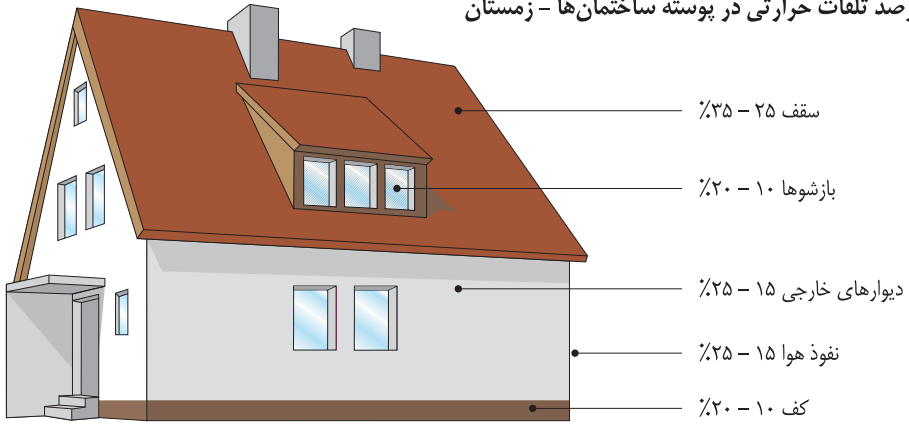 رصد تلفات حرارتی در پوسته ساختمان‌ها - زمستان
سقف ۲۵ – ۳۵٪
بازشوها ۱۰ – ۲۰٪
دیوارهای خارجی ۱۵ – ۲۵٪
نفوذ هوا ۱۵ – ۲۵٪
کف ۱۰ – ۲۰٪